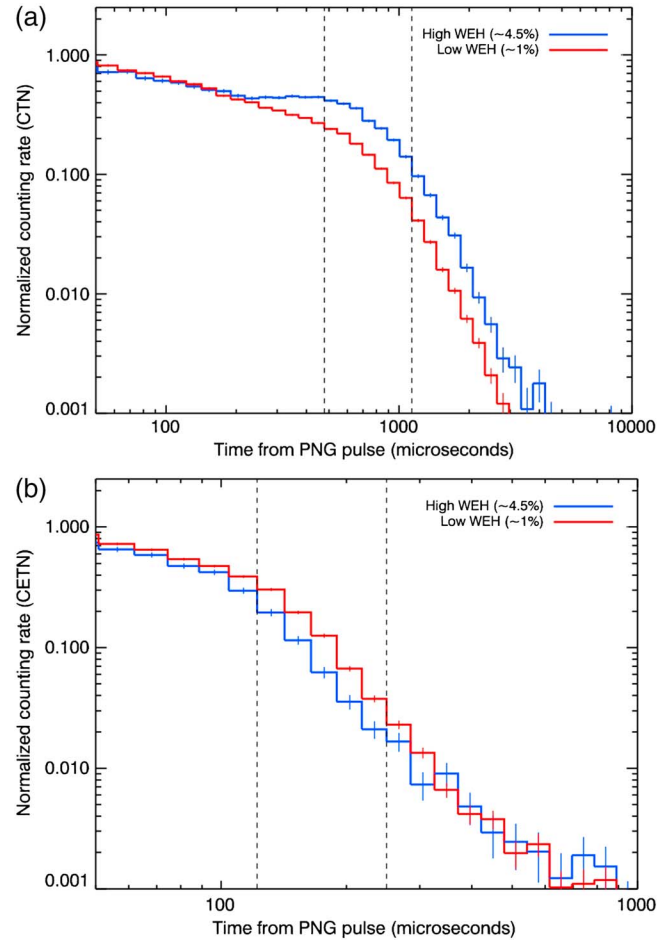 (a)
1.000
0.100
0.010
0.001
Normalized counting rate (CTN)
High WEH (~4.5%)
Low WEH (~1%)
100
1000
10000
Time from PNG pulse (microseconds)
(b)
1.000
0.100
0.010
0.001
Normalized counting rate (CETN)
High WEH (~4.5%)
Low WEH (~1%)
100
1000
Time from PNG pulse (microseconds)